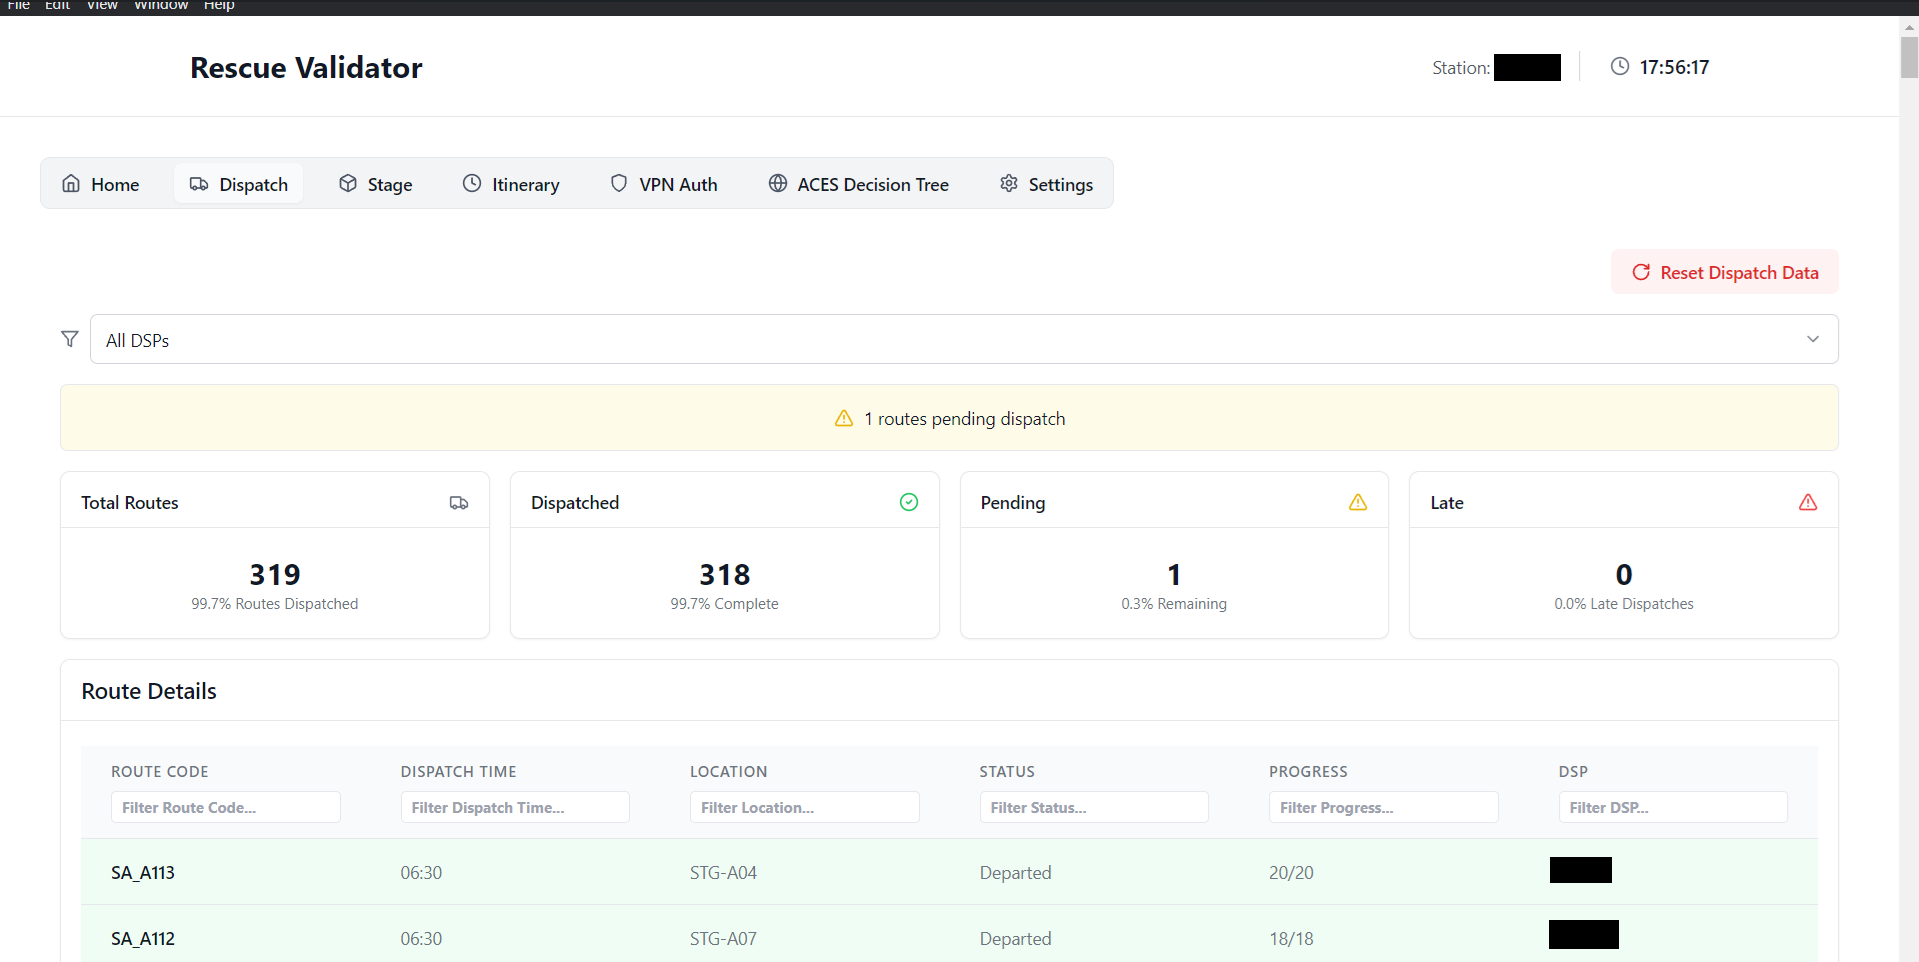 File Edit View Window Help
Rescue Validator
Station:
17:56:17
Home Dispatch Stage Itinerary VPN Auth ACES Decision Tree Settings
Reset Dispatch Data
All DSPs
1 routes pending dispatch
Total Routes
319
99.7% Routes Dispatched
Dispatched
318
99.7% Complete
Pending
1
0.3% Remaining
Late
0
0.0% Late Dispatches
Route Details
ROUTE CODE DISPATCH TIME LOCATION STATUS PROGRESS DSP
Filter Route Code... Filter Dispatch Time... Filter Location... Filter Status... Filter Progress... Filter DSP...
SA_A113 06:30 STG-A04 Departed 20/20
SA_A112 06:30 STG-A07 Departed 18/18